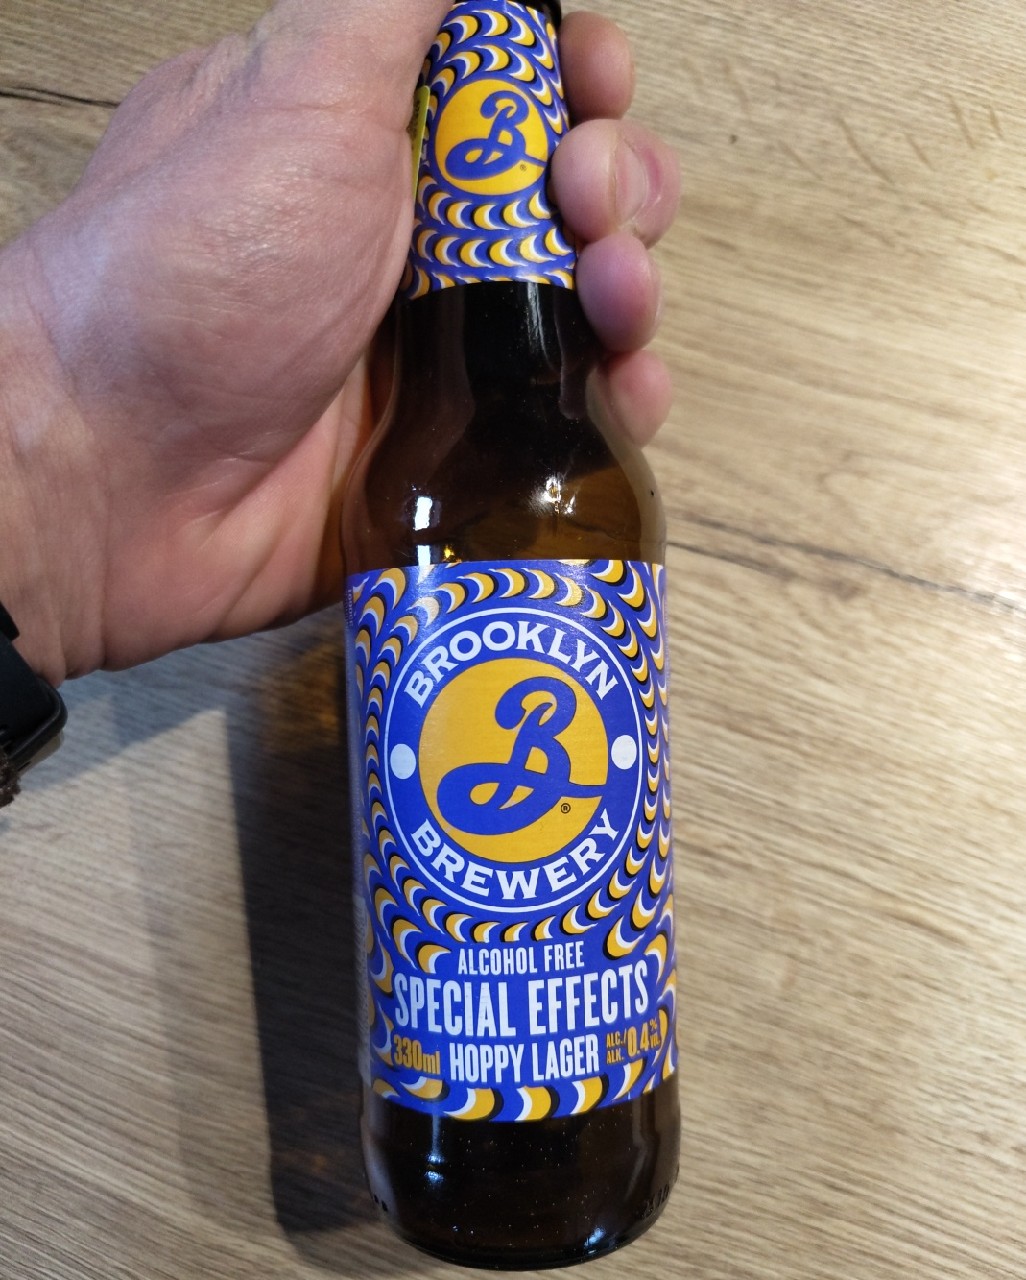 B
BROOKLYN
B®
BREWERY
ALCOHOL FREE
SPECIAL EFFECTS
330ml HOPPY LAGER ALC./ALK. 0.4% VOL.